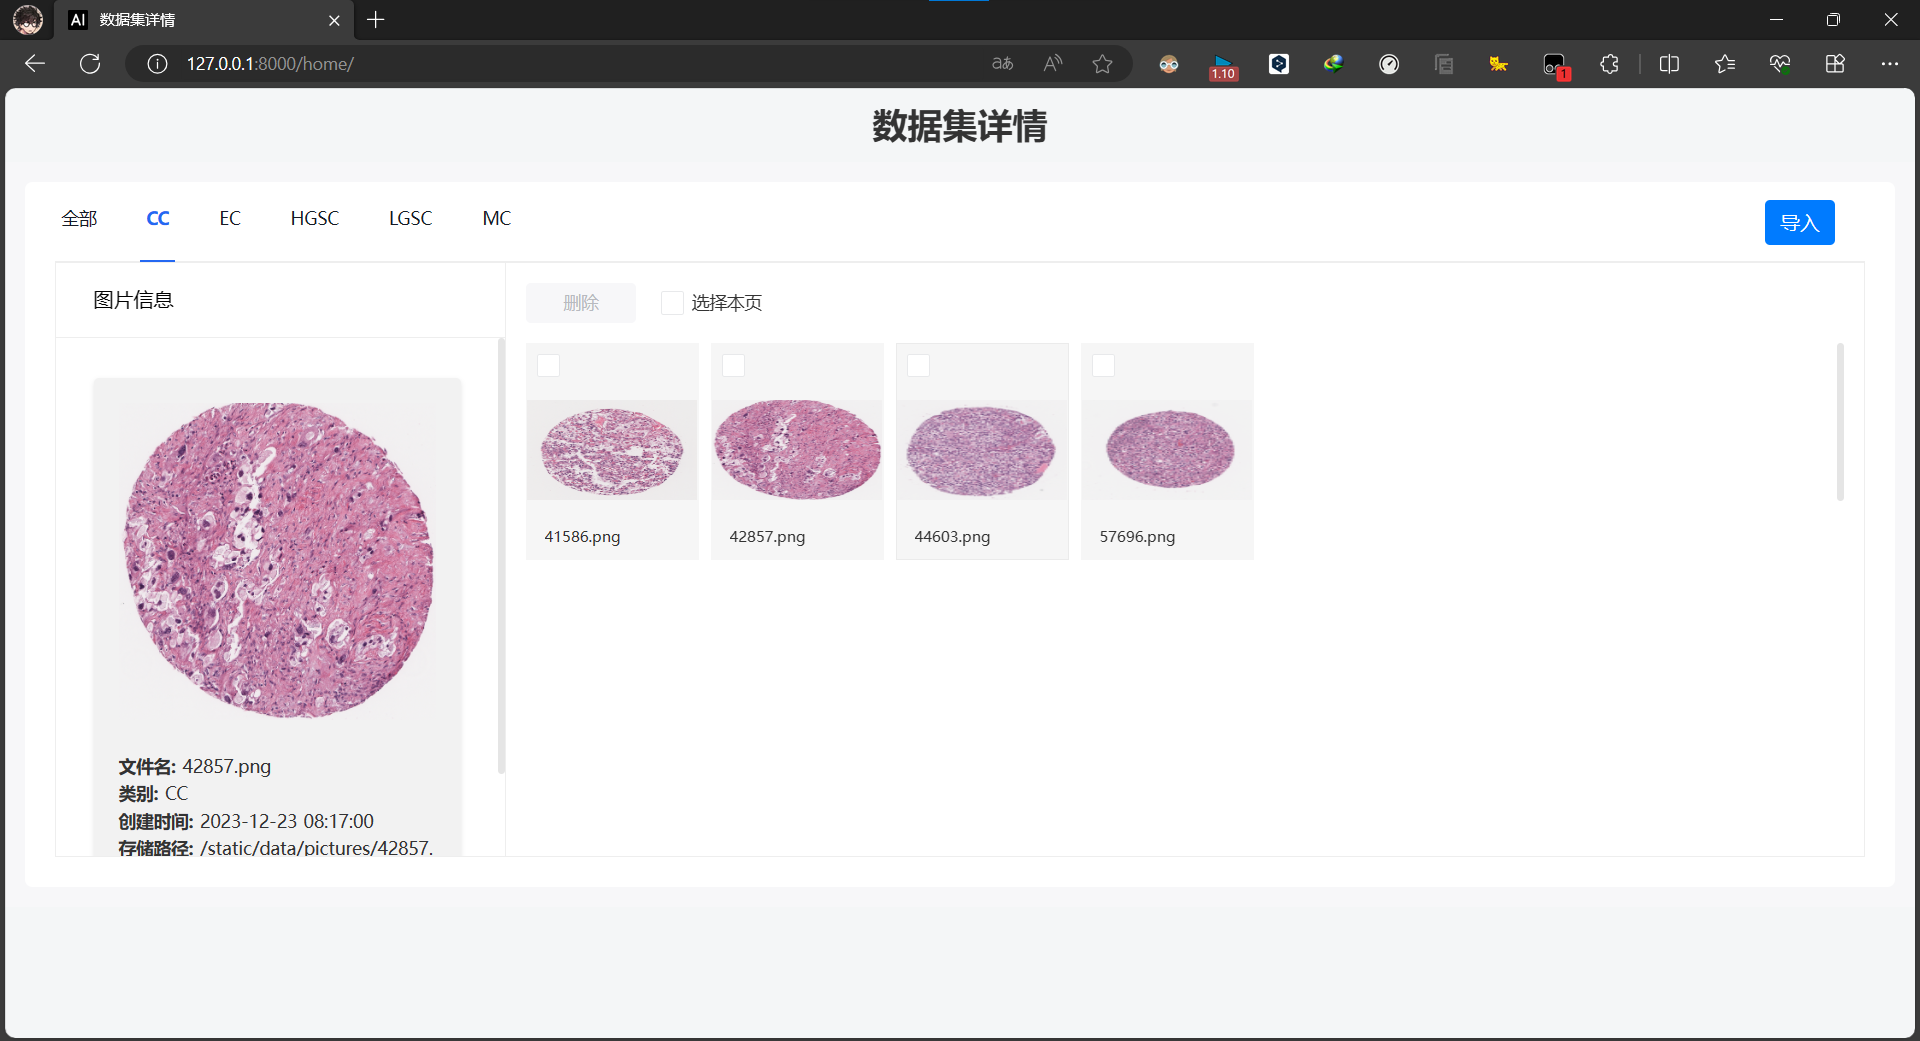 AI 数据集详情
127.0.0.1:8000/home/
aあ
A
1.10
1
数据集详情
全部 CC EC HGSC LGSC MC
导入
图片信息
文件名: 42857.png
类别: CC
创建时间: 2023-12-23 08:17:00
存储路径: /static/data/pictures/42857.
删除 选择本页
41586.png 42857.png 44603.png 57696.png